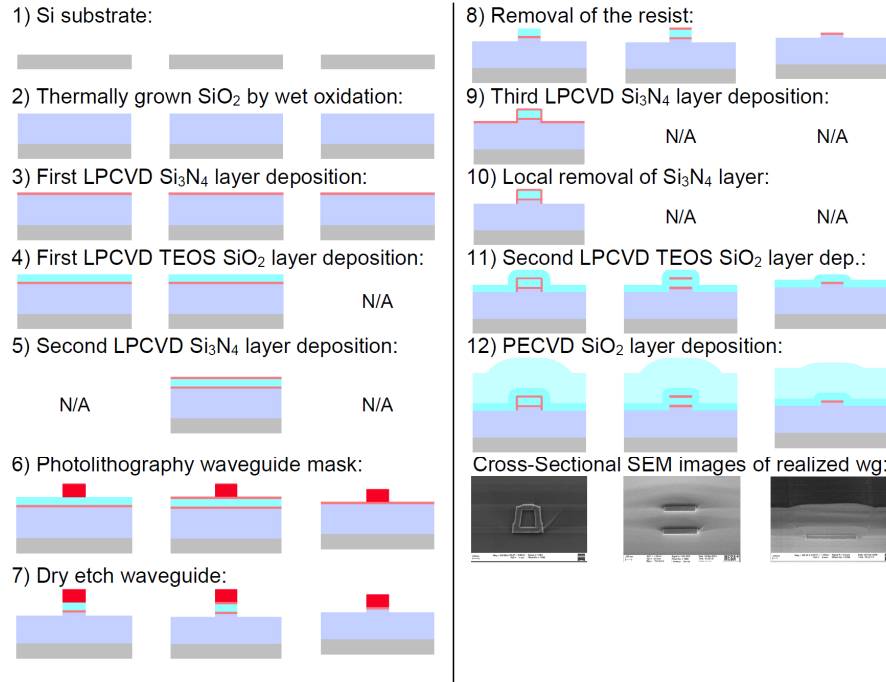 1) Si substrate:
2) Thermally grown SiO₂ by wet oxidation:
3) First LPCVD Si₃N₄ layer deposition:
4) First LPCVD TEOS SiO₂ layer deposition:
N/A
5) Second LPCVD Si₃N₄ layer deposition:
N/A N/A
6) Photolithography waveguide mask:
7) Dry etch waveguide:
8) Removal of the resist:
9) Third LPCVD Si₃N₄ layer deposition:
N/A N/A
10) Local removal of Si₃N₄ layer:
N/A N/A
11) Second LPCVD TEOS SiO₂ layer dep.:
12) PECVD SiO₂ layer deposition:
Cross-Sectional SEM images of realized wg: